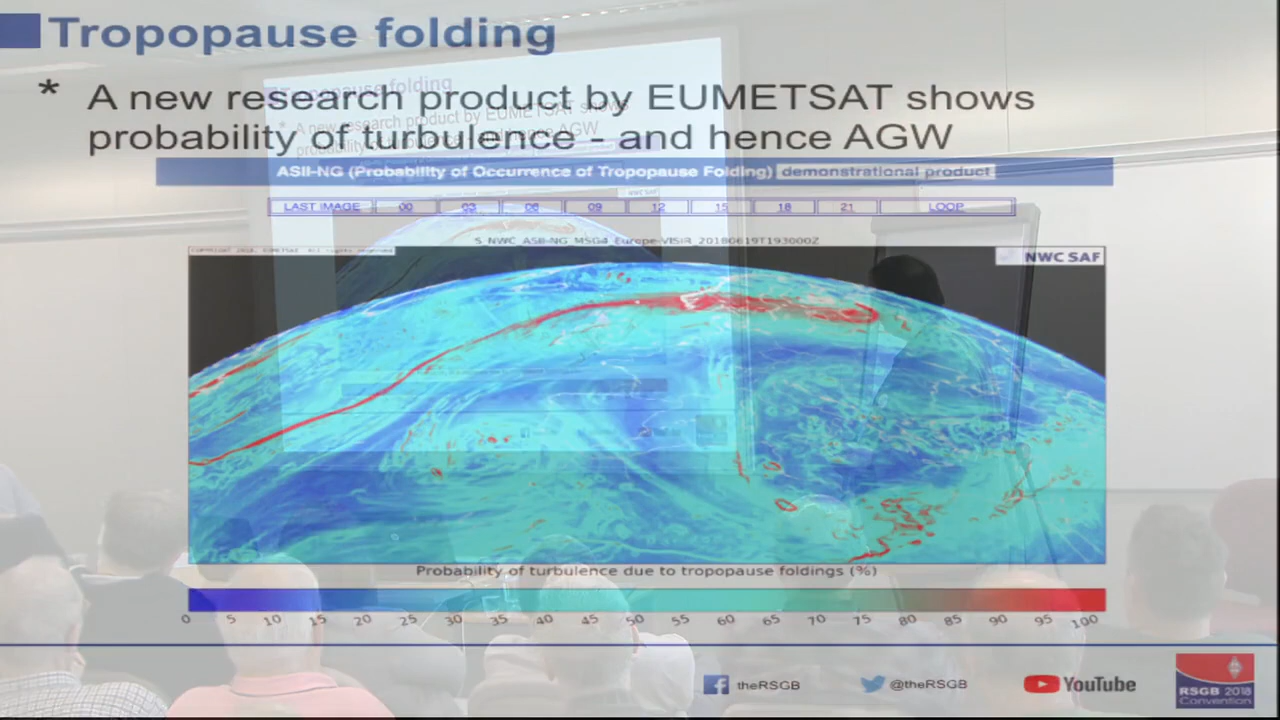 Tropopause folding
* A new research product by EUMETSAT shows
probability of turbulence - and hence AGW
ASII-NG (Probability of Occurrence of Tropopause Folding) demonstrational product
LAST IMAGE 00 03 06 09 12 15 18 21 LOOP
S_NWC_ASII-NG_MSG4_Europe-VISIR_20180619T193000Z
NWC SAF
Probability of turbulence due to tropopause foldings (%)
0 5 10 15 20 25 30 35 40 45 50 55 60 65 70 75 80 85 90 95 100
theRSGB
@theRSGB
YouTube
RSGB 2018
Convention